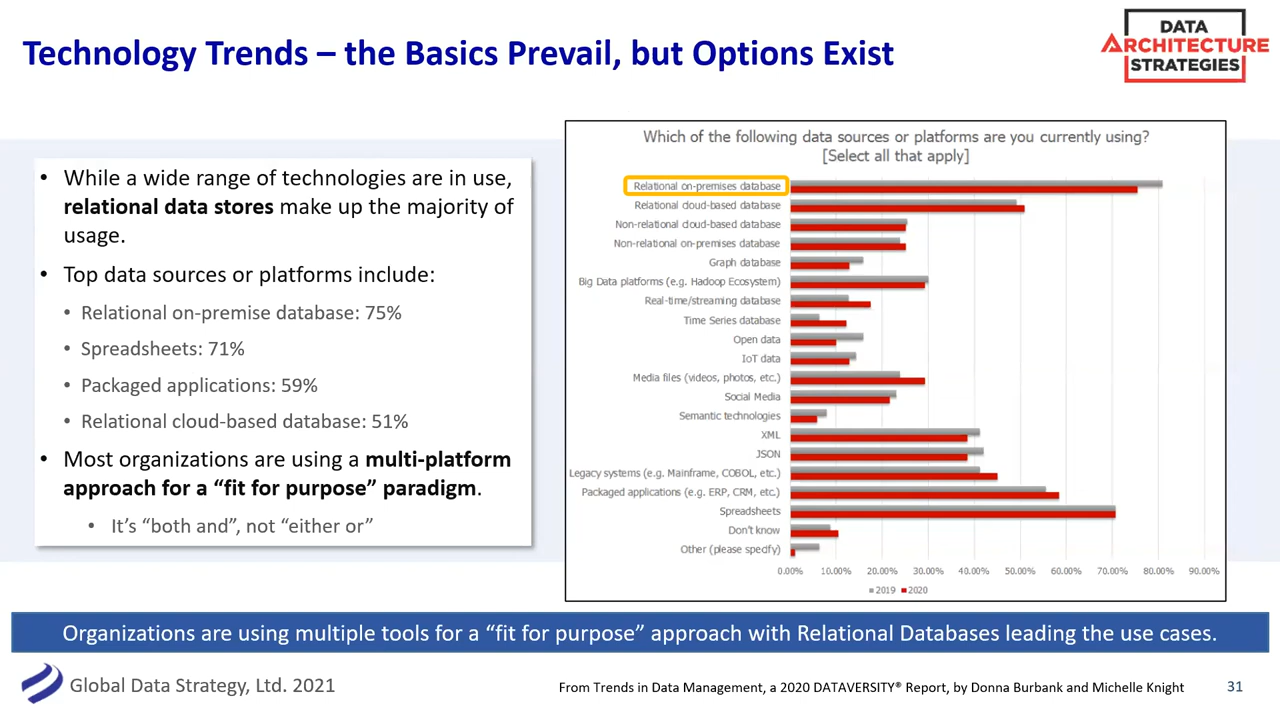 Technology Trends – the Basics Prevail, but Options Exist
DATA
ARCHITECTURE
STRATEGIES
• While a wide range of technologies are in use,
relational data stores make up the majority of
usage.
• Top data sources or platforms include:
• Relational on-premise database: 75%
• Spreadsheets: 71%
• Packaged applications: 59%
• Relational cloud-based database: 51%
• Most organizations are using a multi-platform
approach for a “fit for purpose” paradigm.
• It’s “both and”, not “either or”
Which of the following data sources or platforms are you currently using?
[Select all that apply]
Relational on-premises database
Relational cloud-based database
Non-relational cloud-based database
Non-relational on-premises database
Graph database
Big Data platforms (e.g. Hadoop Ecosystem)
Real-time/streaming database
Time Series database
Open data
IoT data
Media files (videos, photos, etc.)
Social Media
Semantic technologies
XML
JSON
Legacy systems (e.g. Mainframe, COBOL, etc.)
Packaged applications (e.g. ERP, CRM, etc.)
Spreadsheets
Don't know
Other (please specify)
0.00% 10.00% 20.00% 30.00% 40.00% 50.00% 60.00% 70.00% 80.00% 90.00%
2019 2020
Organizations are using multiple tools for a “fit for purpose” approach with Relational Databases leading the use cases.
Global Data Strategy, Ltd. 2021
From Trends in Data Management, a 2020 DATAVERSITY® Report, by Donna Burbank and Michelle Knight
31